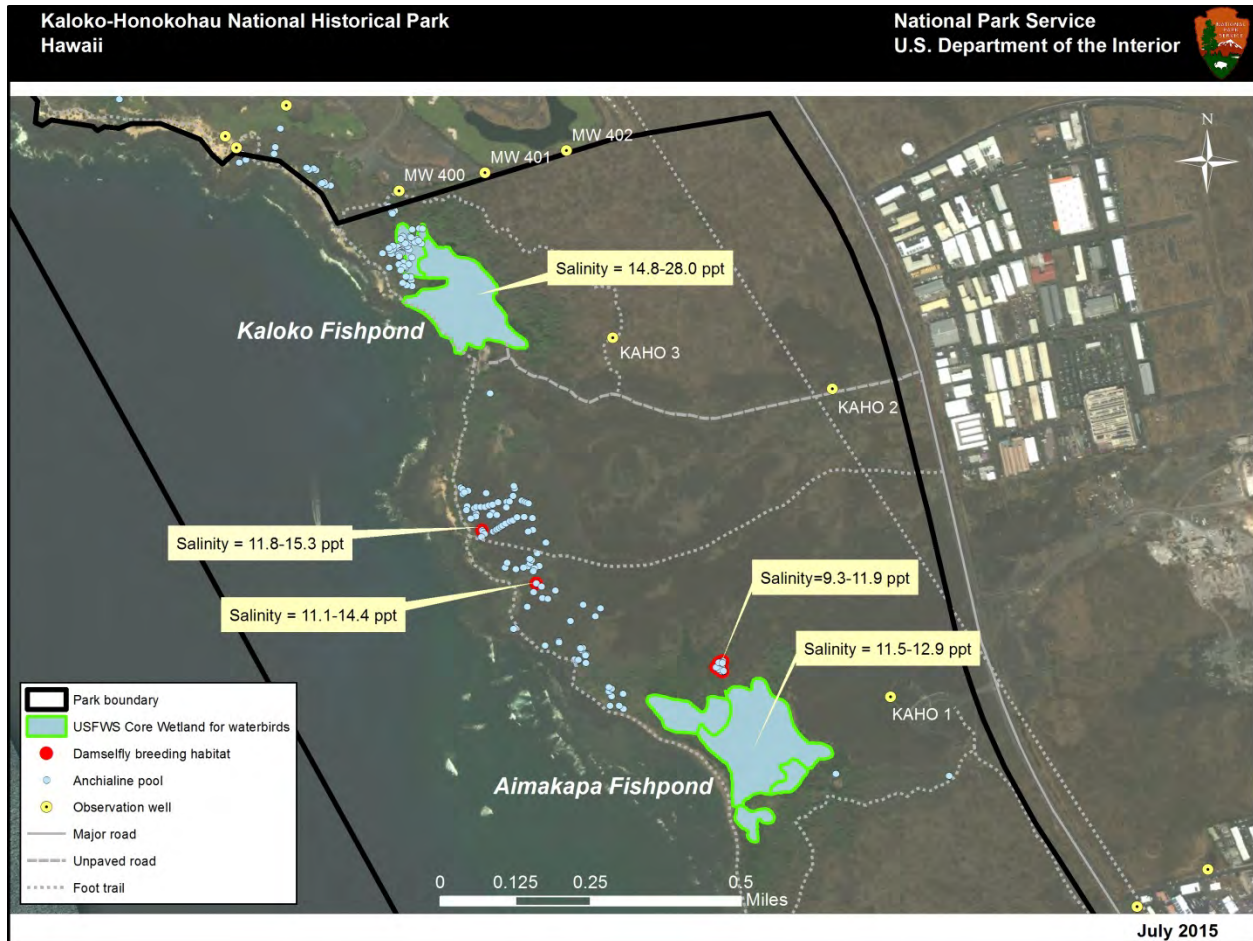 Kaloko-Honokohau National Historical Park
Hawaii
National Park Service
U.S. Department of the Interior
NATIONAL
PARK
SERVICE
N
MW 402
MW 401
MW 400
Salinity = 14.8-28.0 ppt
Kaloko Fishpond
KAHO 3
KAHO 2
Salinity = 11.8-15.3 ppt
Salinity=9.3-11.9 ppt
Salinity = 11.1-14.4 ppt
Salinity = 11.5-12.9 ppt
KAHO 1
Aimakapa Fishpond
Park boundary
USFWS Core Wetland for waterbirds
Damselfly breeding habitat
Anchialine pool
Observation well
Major road
Unpaved road
Foot trail
0 0.125 0.25 0.5
Miles
July 2015